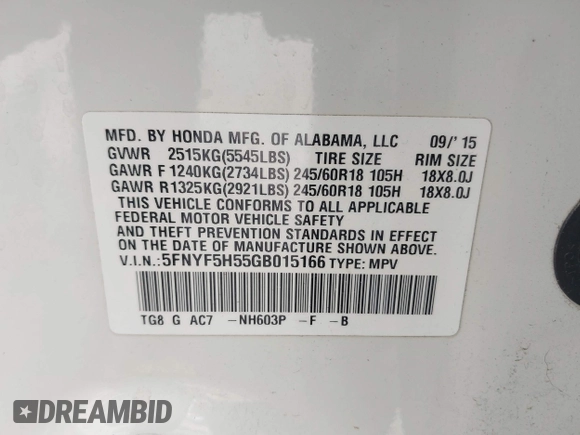 MFD. BY HONDA MFG. OF ALABAMA, LLC 09/'15
GVWR 2515KG(5545LBS) TIRE SIZE RIM SIZE
GAWR F 1240KG(2734LBS) 245/60R18 105H 18X8.0J
GAWR R1325KG(2921LBS) 245/60R18 105H 18X8.0J
THIS VEHICLE CONFORMS TO ALL APPLICABLE
FEDERAL MOTOR VEHICLE SAFETY
AND THEFT PREVENTION STANDARDS IN EFFECT
ON THE DATE OF MANUFACTURE SHOWN ABOVE.
V.I.N.:5FNYF5H55GB015166 TYPE: MPV
TG8 G AC7 -NH603P -F -B
DREAMBID